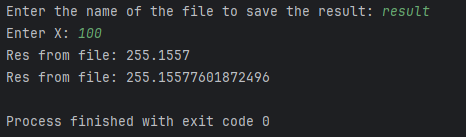 Enter the name of the file to save the result: result
Enter X: 100
Res from file: 255.1557
Res from file: 255.15577601872496
Process finished with exit code 0